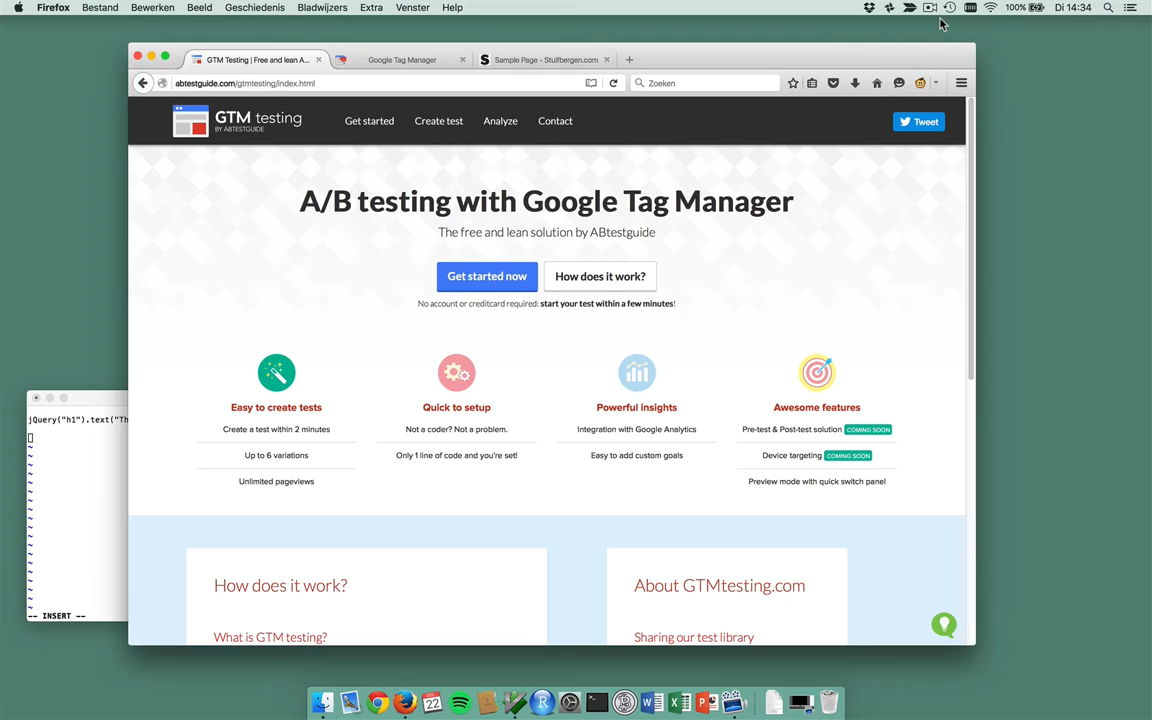 Firefox Bestand Bewerken Beeld Geschiedenis Bladwijzers Extra Venster Help 100% Di 14:34
GTM Testing | Free and lean A... Google Tag Manager Sample Page - Stuifbergen.com
abtestguide.com/gtmtesting/index.html Zoeken
GTM testing
BY ABTESTGUIDE
Get started Create test Analyze Contact Tweet
A/B testing with Google Tag Manager
The free and lean solution by ABtestguide
Get started now How does it work?
No account or creditcard required: start your test within a few minutes!
Easy to create tests Quick to setup Powerful insights Awesome features
Create a test within 2 minutes Not a coder? Not a problem. Integration with Google Analytics Pre-test & Post-test solution COMING SOON
Up to 6 variations Only 1 line of code and you're set! Easy to add custom goals Device targeting COMING SOON
Unlimited pageviews Preview mode with quick switch panel
jQuery("h1").text("Th
~
~
~
~
~
~
~
~
~
~
~
~
~
~
-- INSERT --
How does it work? About GTMtesting.com
What is GTM testing? Sharing our test library
22